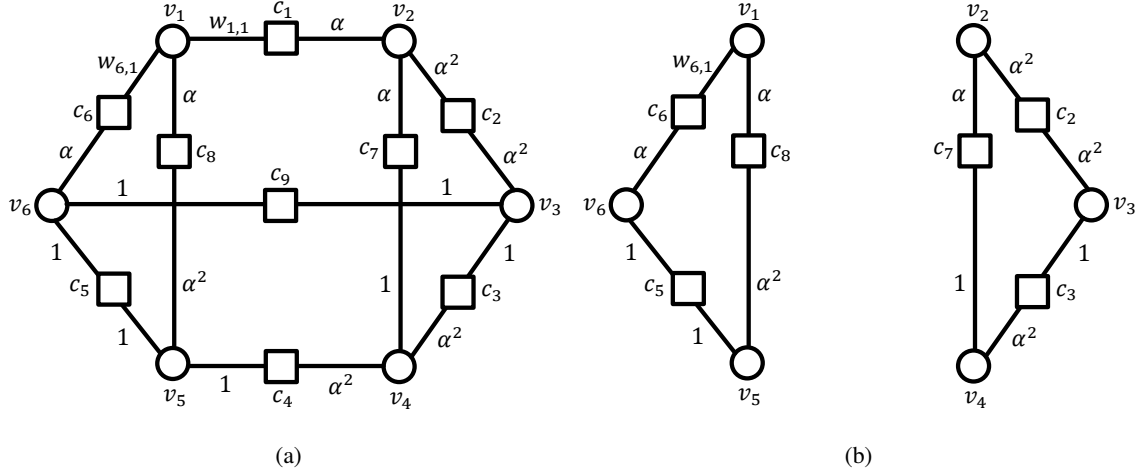 v₁ w₁,₁ c₁ α v₂
w₆,₁ α α α²
c₆ c₈ c₇ c₂
α α²
v₆ 1 c₉ 1 v₃
1 α² 1 1
c₅ c₃
1 α²
v₅ 1 c₄ α² v₄
(a)
v₁ v₂
w₆,₁ α α α²
c₆ c₈ c₇ c₂
α α²
v₆ v₃
1 α² 1 1
c₅ c₃
1 α²
v₅ v₄
(b)